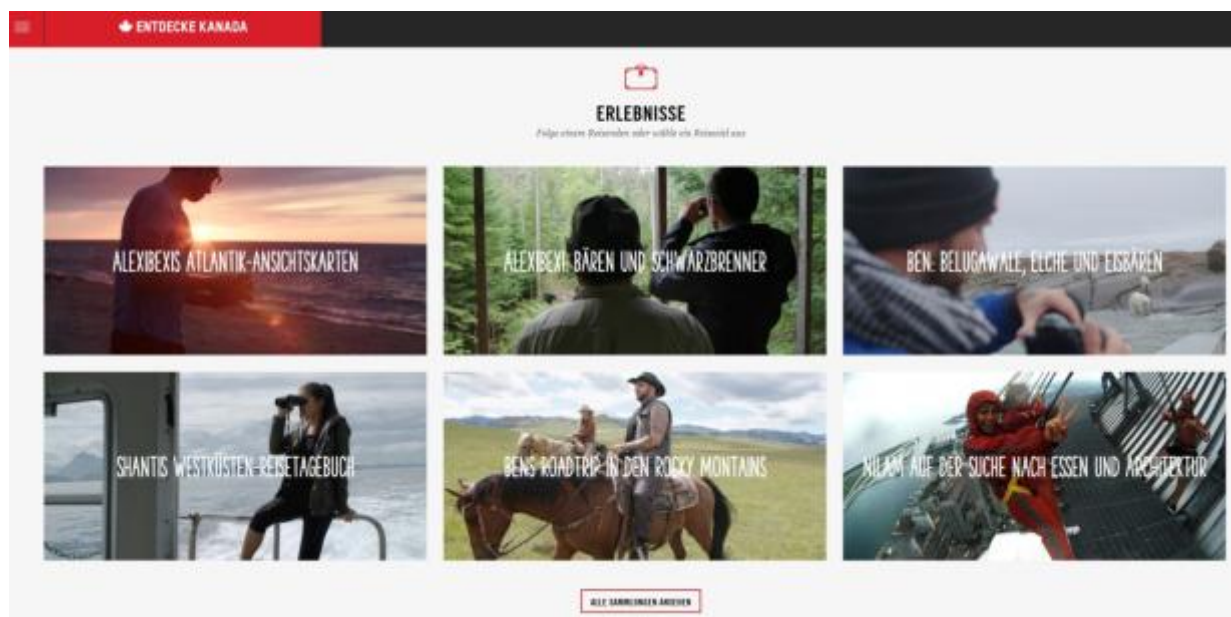 ENTDECKE KANADA
ERLEBNISSE
Folge einem Reisenden oder wähle ein Reiseziel aus
ALEXIBEXIS ATLANTIK-ANSICHTSKARTEN
ALEXIBEXI: BÄREN UND SCHWARZBRENNER
BEN: BELUGAWALE, ELCHE UND EISBÄREN
SHANTIS WESTKÜSTEN-REISETAGEBUCH
BENS ROADTRIP IN DEN ROCKY MONTAINS
NILAM AUF DER SUCHE NACH ESSEN UND ARCHITEKTUR
ALLE SAMMLUNGEN ANSEHEN